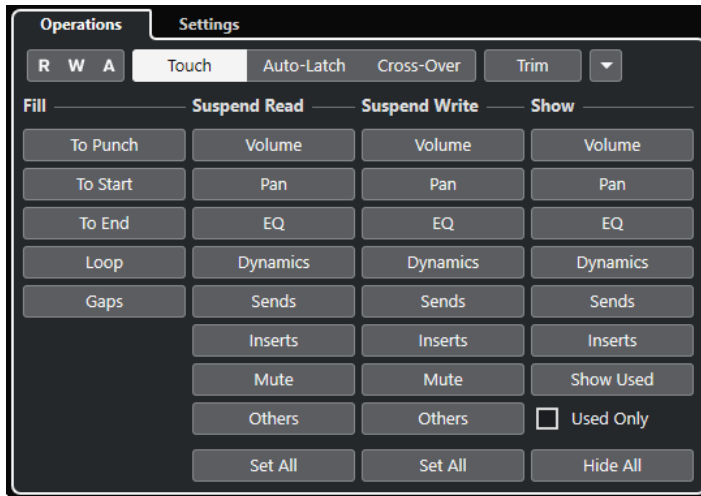 Operations Settings
R W A Touch Auto-Latch Cross-Over Trim
Fill Suspend Read Suspend Write Show
To Punch Volume Volume Volume
To Start Pan Pan Pan
To End EQ EQ EQ
Loop Dynamics Dynamics Dynamics
Gaps Sends Sends Sends
Inserts Inserts Inserts
Mute Mute Show Used
Others Others Used Only
Set All Set All Hide All